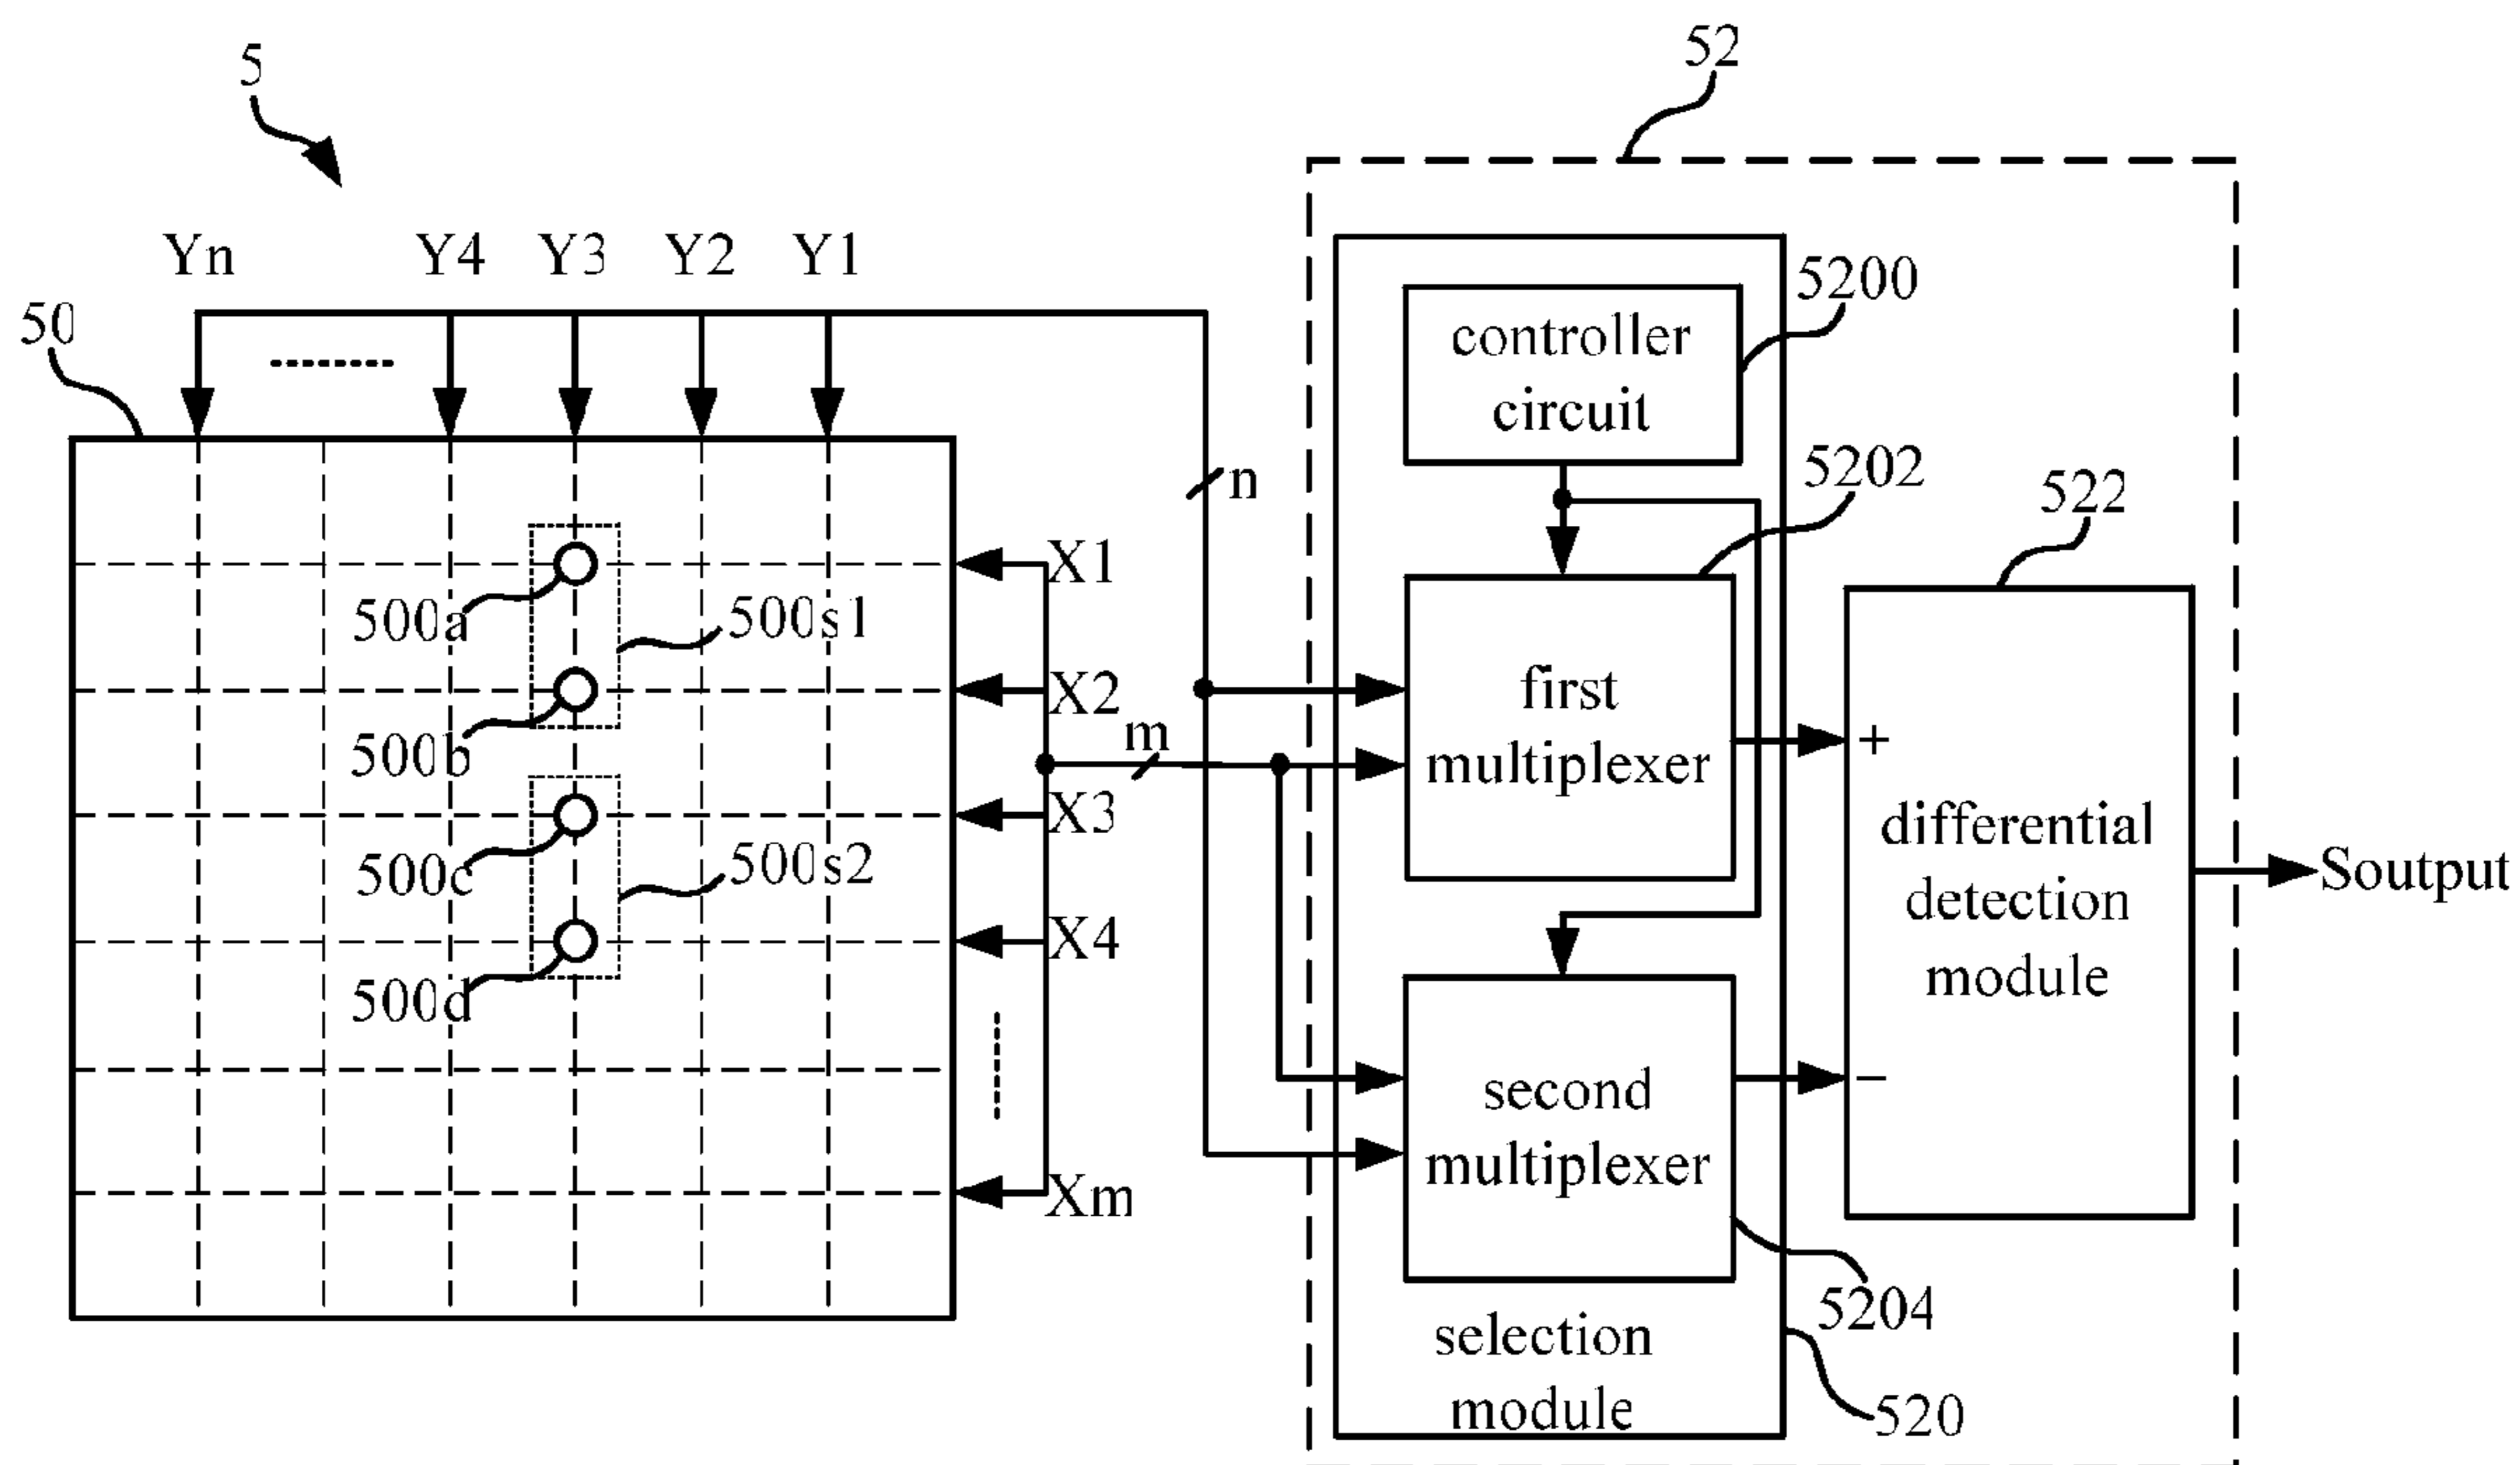 5
52
Yn Y4 Y3 Y2 Y1
50
controller
circuit
5200
n
5202
522
X1
500a
500s1
X2
first
multiplexer
500b
m
+
X3
differential
detection
module
500c
500s2
Soutput
X4
500d
−
second
multiplexer
Xm
5204
selection
module
520